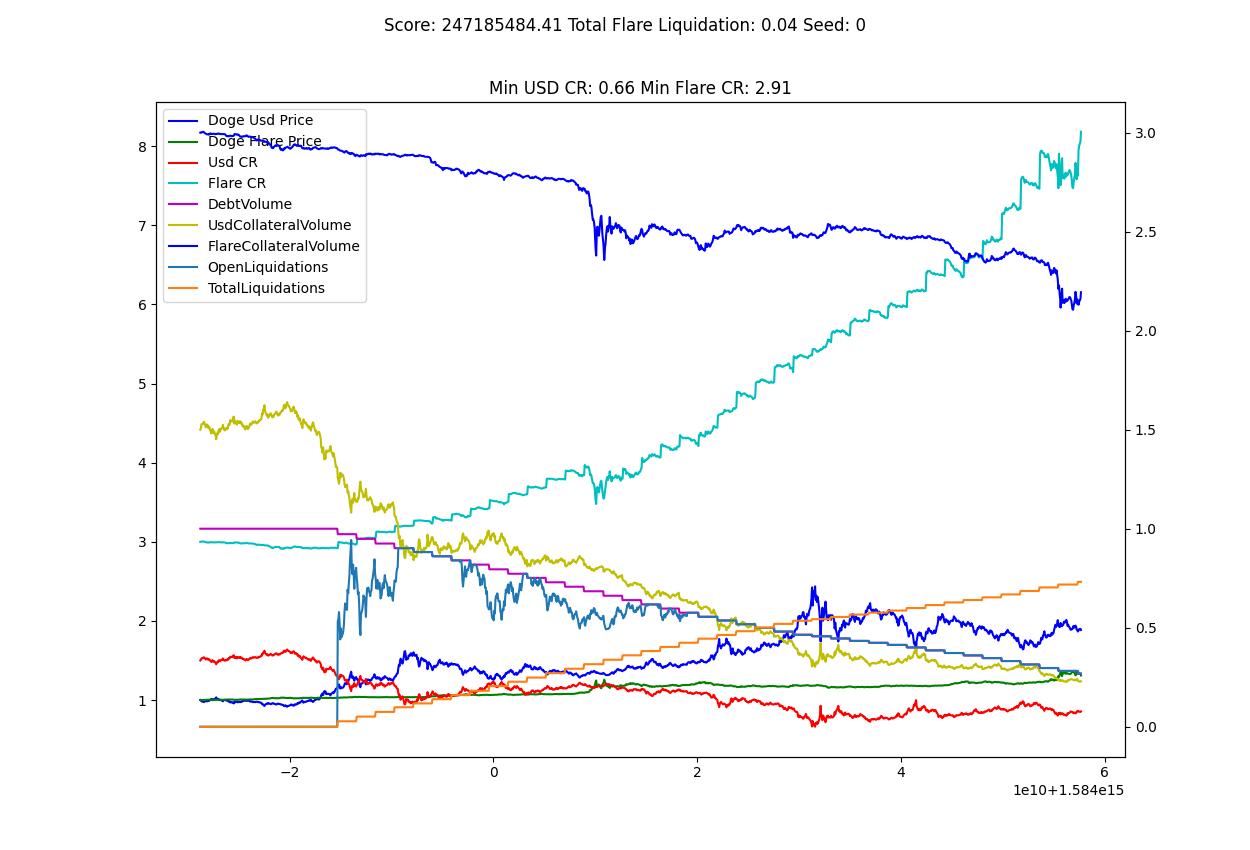 Score: 247185484.41 Total Flare Liquidation: 0.04 Seed: 0
Min USD CR: 0.66 Min Flare CR: 2.91
Doge Usd Price
Doge Flare Price
Usd CR
Flare CR
DebtVolume
UsdCollateralVolume
FlareCollateralVolume
OpenLiquidations
TotalLiquidations
8
7
6
5
4
3
2
1
3.0
2.5
2.0
1.5
1.0
0.5
0.0
−2
0
2
4
6
1e10+1.584e15